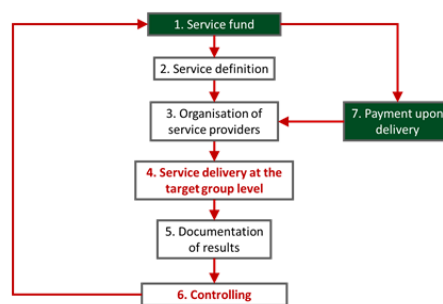 1. Service fund
2. Service definition
3. Organisation of
service providers
7. Payment upon
delivery
4. Service delivery at the
target group level
5. Documentation
of results
6. Controlling